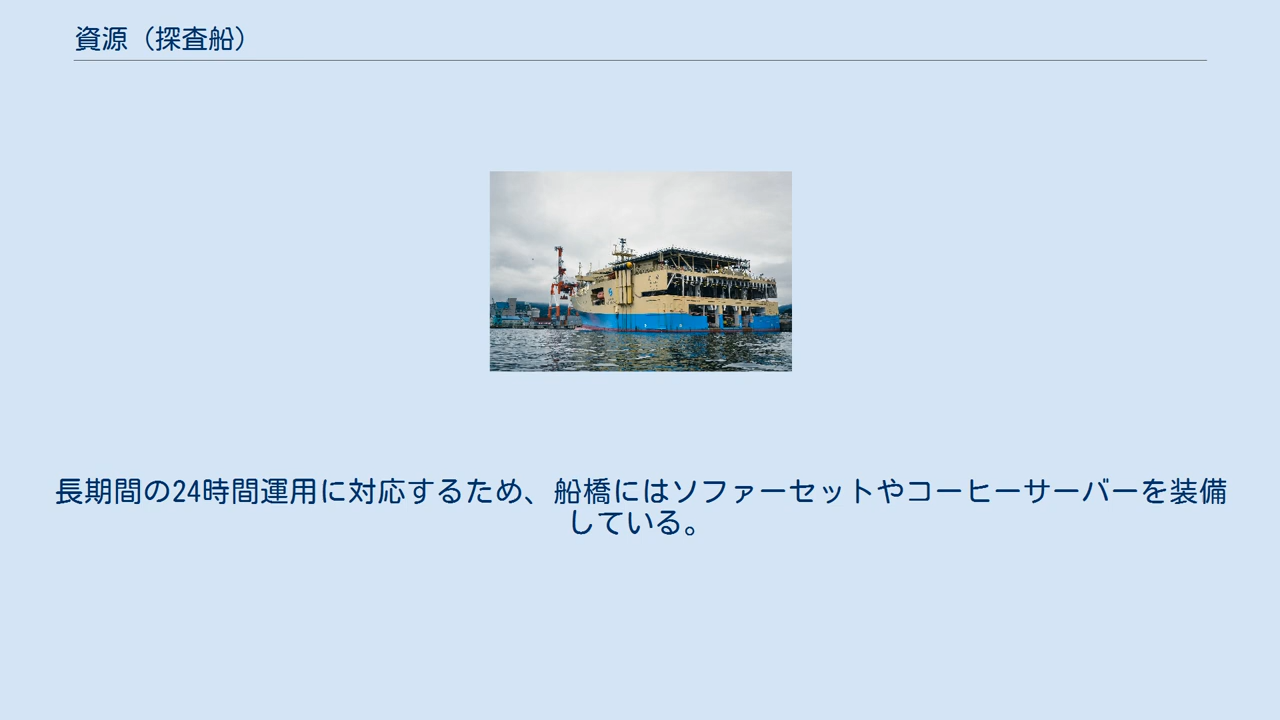 資源（探査船）
長期間の24時間運用に対応するため、船橋にはソファーセットやコーヒーサーバーを装備
している。